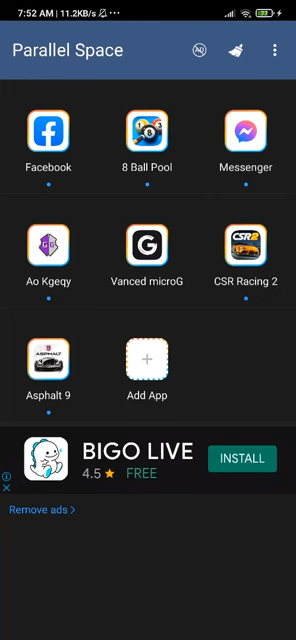 7:52 AM | 11.2KB/s
Parallel Space
AD
Facebook
8 Ball Pool
Messenger
Ao Kgeqy
Vanced microG
CSR Racing 2
Asphalt 9
Add App
BIGO LIVE
INSTALL
4.5 FREE
Remove ads >